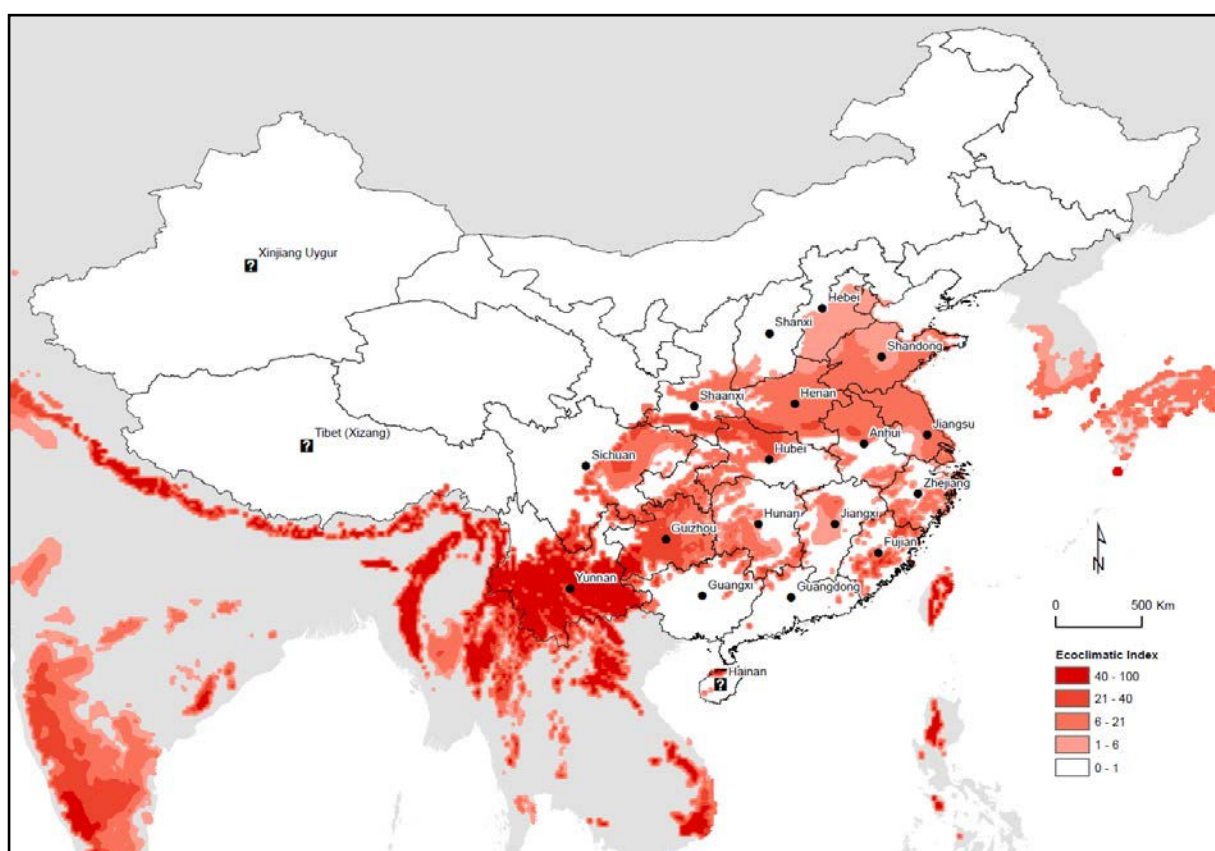 Xinjiang Uygur
?
Hebei
Shanxi
Shandong
Shaanxi
Henan
Tibet (Xizang)
?
Jiangsu
Anhui
Sichuan
Hubei
Zhejiang
Hunan
Jiangxi
Guizhou
Fujian
Yunnan
Guangxi
Guangdong
N
0 500 Km
Hainan
?
Ecoclimatic Index
40 - 100
21 - 40
6 - 21
1 - 6
0 - 1